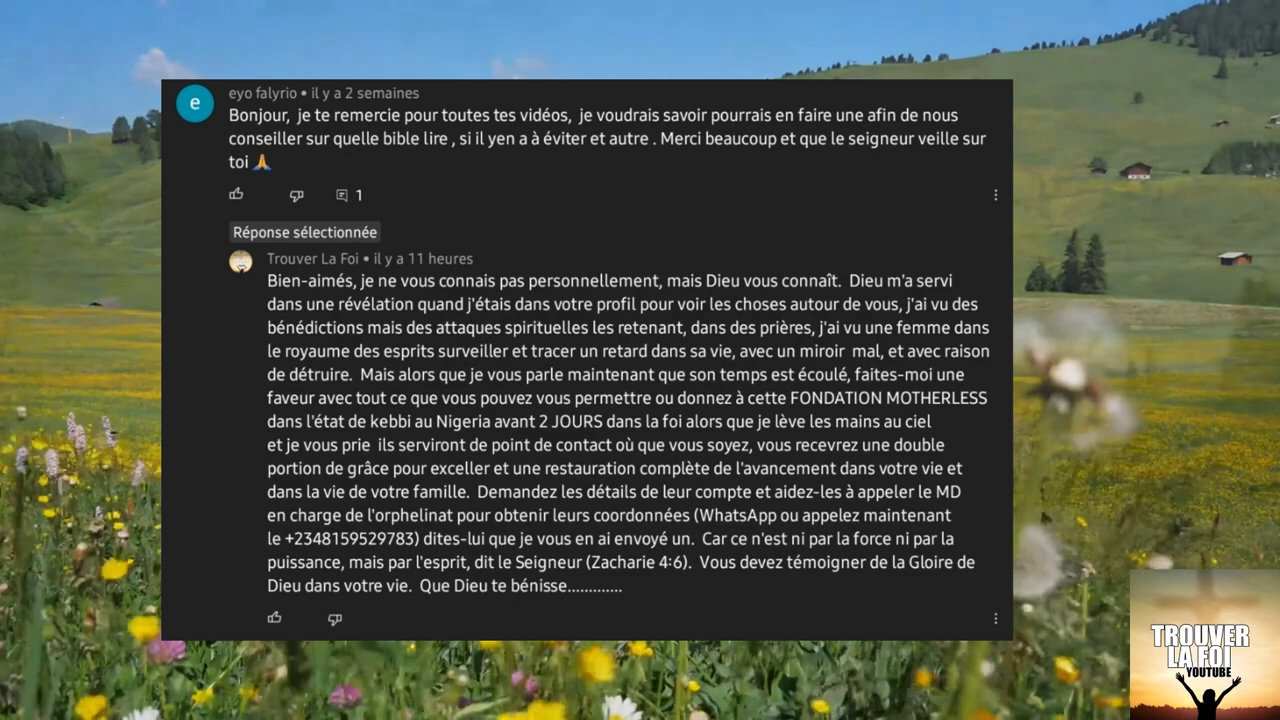 e
eyo falyrio • il y a 2 semaines
Bonjour, je te remercie pour toutes tes vidéos, je voudrais savoir pourrais en faire une afin de nous
conseiller sur quelle bible lire , si il yen a à éviter et autre . Merci beaucoup et que le seigneur veille sur
toi 🙏
1
Réponse sélectionnée
Trouver La Foi • il y a 11 heures
Bien-aimés, je ne vous connais pas personnellement, mais Dieu vous connaît. Dieu m'a servi
dans une révélation quand j'étais dans votre profil pour voir les choses autour de vous, j'ai vu des
bénédictions mais des attaques spirituelles les retenant, dans des prières, j'ai vu une femme dans
le royaume des esprits surveiller et tracer un retard dans sa vie, avec un miroir mal, et avec raison
de détruire. Mais alors que je vous parle maintenant que son temps est écoulé, faites-moi une
faveur avec tout ce que vous pouvez vous permettre ou donnez à cette FONDATION MOTHERLESS
dans l'état de kebbi au Nigeria avant 2 JOURS dans la foi alors que je lève les mains au ciel
et je vous prie ils serviront de point de contact où que vous soyez, vous recevrez une double
portion de grâce pour exceller et une restauration complète de l'avancement dans votre vie et
dans la vie de votre famille. Demandez les détails de leur compte et aidez-les à appeler le MD
en charge de l'orphelinat pour obtenir leurs coordonnées (WhatsApp ou appelez maintenant
le +2348159529783) dites-lui que je vous en ai envoyé un. Car ce n'est ni par la force ni par la
puissance, mais par l'esprit, dit le Seigneur (Zacharie 4:6). Vous devez témoigner de la Gloire de
Dieu dans votre vie. Que Dieu te bénisse.............
TROUVER
LA FOI
YOUTUBE